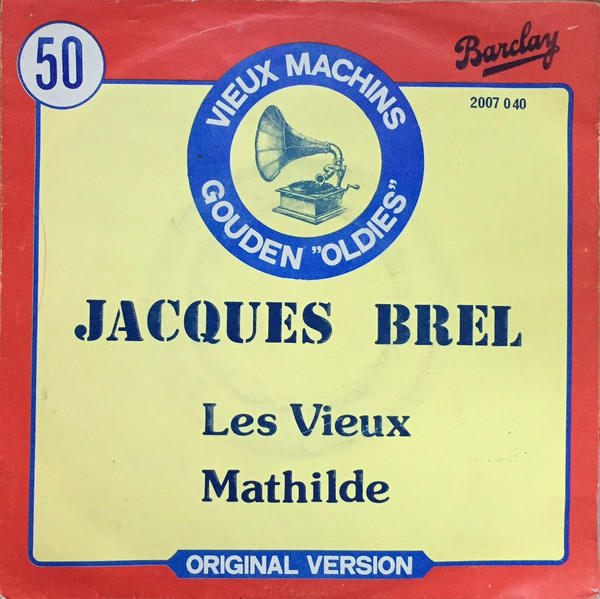 50
Barclay
2007 040
VIEUX MACHINS
GOUDEN "OLDIES"
JACQUES BREL
Les Vieux
Mathilde
ORIGINAL VERSION